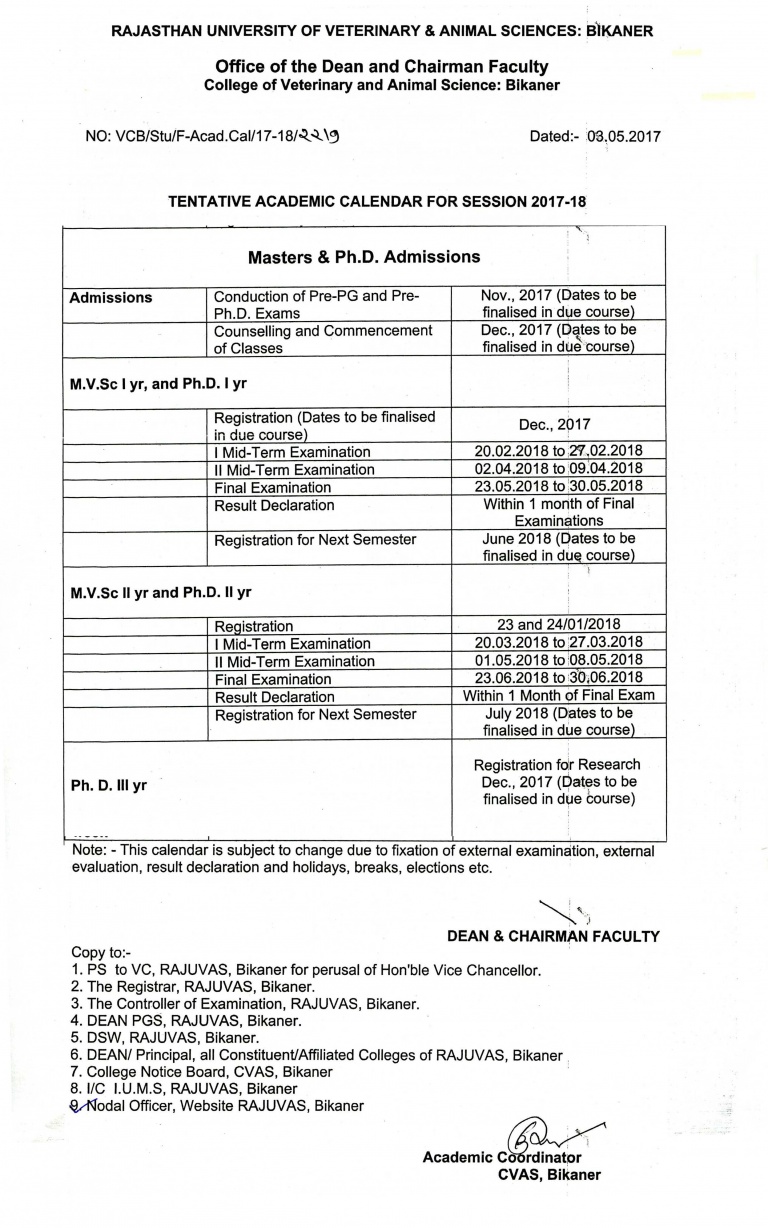 RAJASTHAN UNIVERSITY OF VETERINARY & ANIMAL SCIENCES: BIKANER
Office of the Dean and Chairman Faculty
College of Veterinary and Animal Science: Bikaner
NO: VCB/Stu/F-Acad.Cal/17-18/२२१७ Dated:- 03.05.2017
TENTATIVE ACADEMIC CALENDAR FOR SESSION 2017-18
Masters & Ph.D. Admissions
Admissions Conduction of Pre-PG and Pre- Nov., 2017 (Dates to be
Ph.D. Exams finalised in due course)
Counselling and Commencement Dec., 2017 (Dates to be
of Classes finalised in due course)
M.V.Sc I yr, and Ph.D. I yr
Registration (Dates to be finalised
in due course) Dec., 2017
I Mid-Term Examination 20.02.2018 to 27.02.2018
II Mid-Term Examination 02.04.2018 to 09.04.2018
Final Examination 23.05.2018 to 30.05.2018
Result Declaration Within 1 month of Final
Examinations
Registration for Next Semester June 2018 (Dates to be
finalised in due course)
M.V.Sc II yr and Ph.D. II yr
Registration 23 and 24/01/2018
I Mid-Term Examination 20.03.2018 to 27.03.2018
II Mid-Term Examination 01.05.2018 to 08.05.2018
Final Examination 23.06.2018 to 30.06.2018
Result Declaration Within 1 Month of Final Exam
Registration for Next Semester July 2018 (Dates to be
finalised in due course)
Ph. D. III yr Registration for Research
Dec., 2017 (Dates to be
finalised in due course)
Note: - This calendar is subject to change due to fixation of external examination, external
evaluation, result declaration and holidays, breaks, elections etc.
DEAN & CHAIRMAN FACULTY
Copy to:-
1. PS to VC, RAJUVAS, Bikaner for perusal of Hon'ble Vice Chancellor.
2. The Registrar, RAJUVAS, Bikaner.
3. The Controller of Examination, RAJUVAS, Bikaner.
4. DEAN PGS, RAJUVAS, Bikaner.
5. DSW, RAJUVAS, Bikaner.
6. DEAN/ Principal, all Constituent/Affiliated Colleges of RAJUVAS, Bikaner
7. College Notice Board, CVAS, Bikaner
8. I/C I.U.M.S, RAJUVAS, Bikaner
9. Nodal Officer, Website RAJUVAS, Bikaner
Academic Coordinator
CVAS, Bikaner